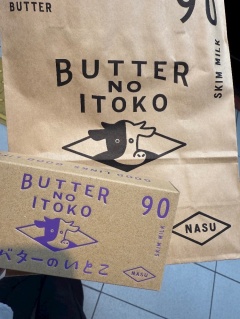 BUTTER
90
SKIM MILK
BUTTER
NO
ITOKO
NASU
BUTTER
NO
ITOKO
90
SKIM MILK
バターのいとこ
NASU